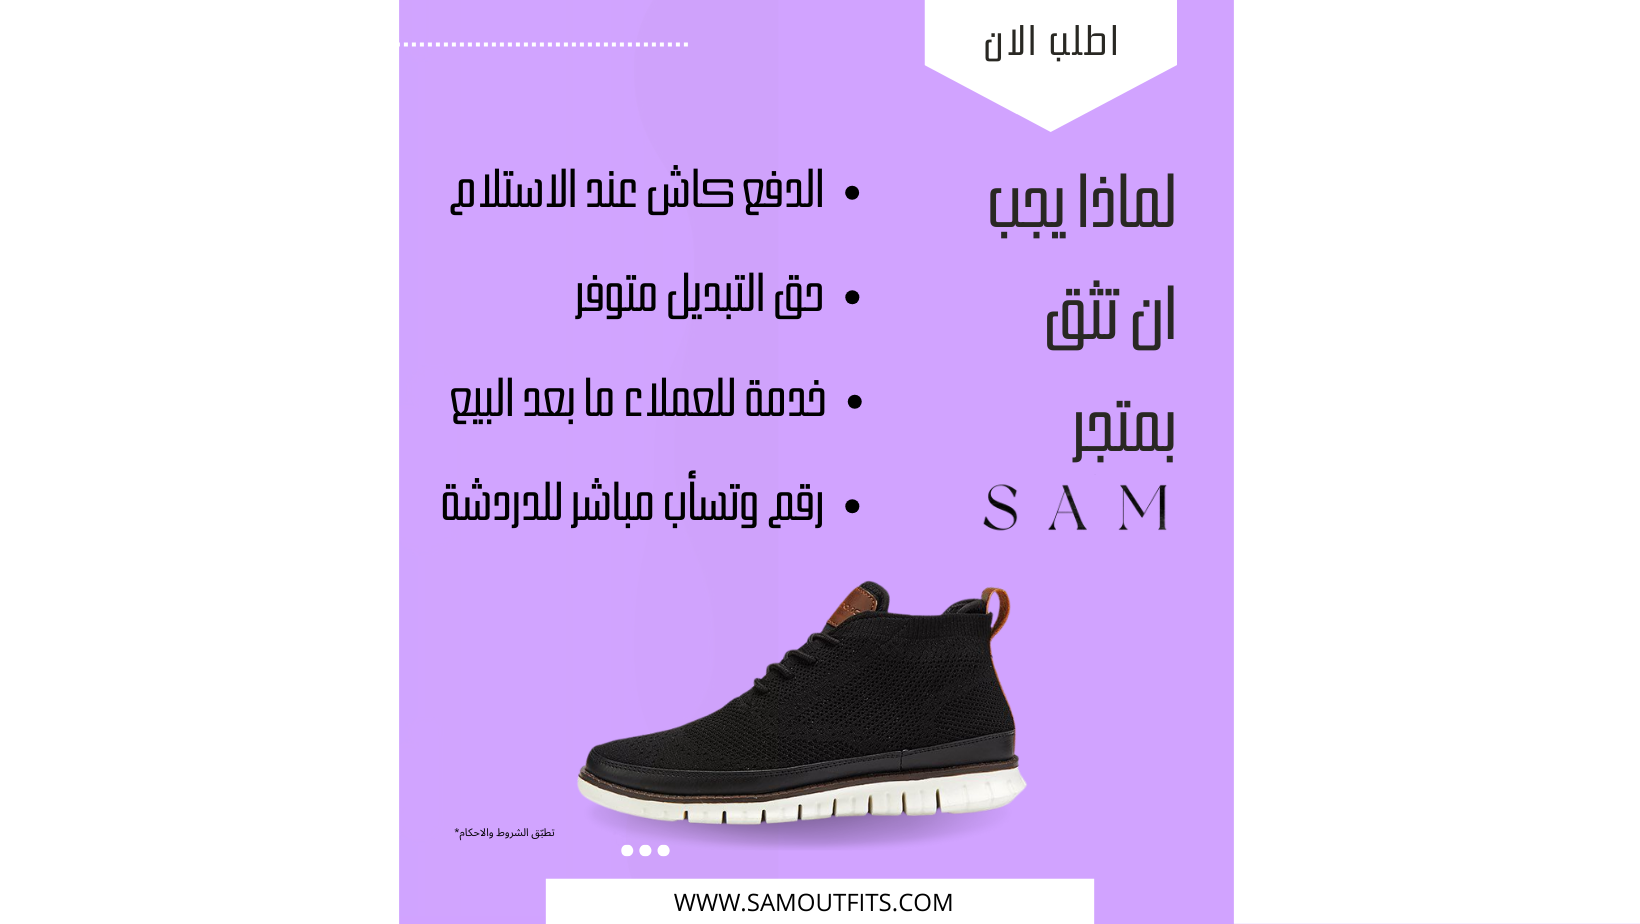 اطلب الان
لماذا يجب
ان تثق
بمتجر
SAM
• الدفع كاش عند الاستلام
• حق التبديل متوفر
• خدمة للعملاء ما بعد البيع
• رقم وتسأب مباشر للدردشة
تطبّق الشروط والاحكام*
WWW.SAMOUTFITS.COM